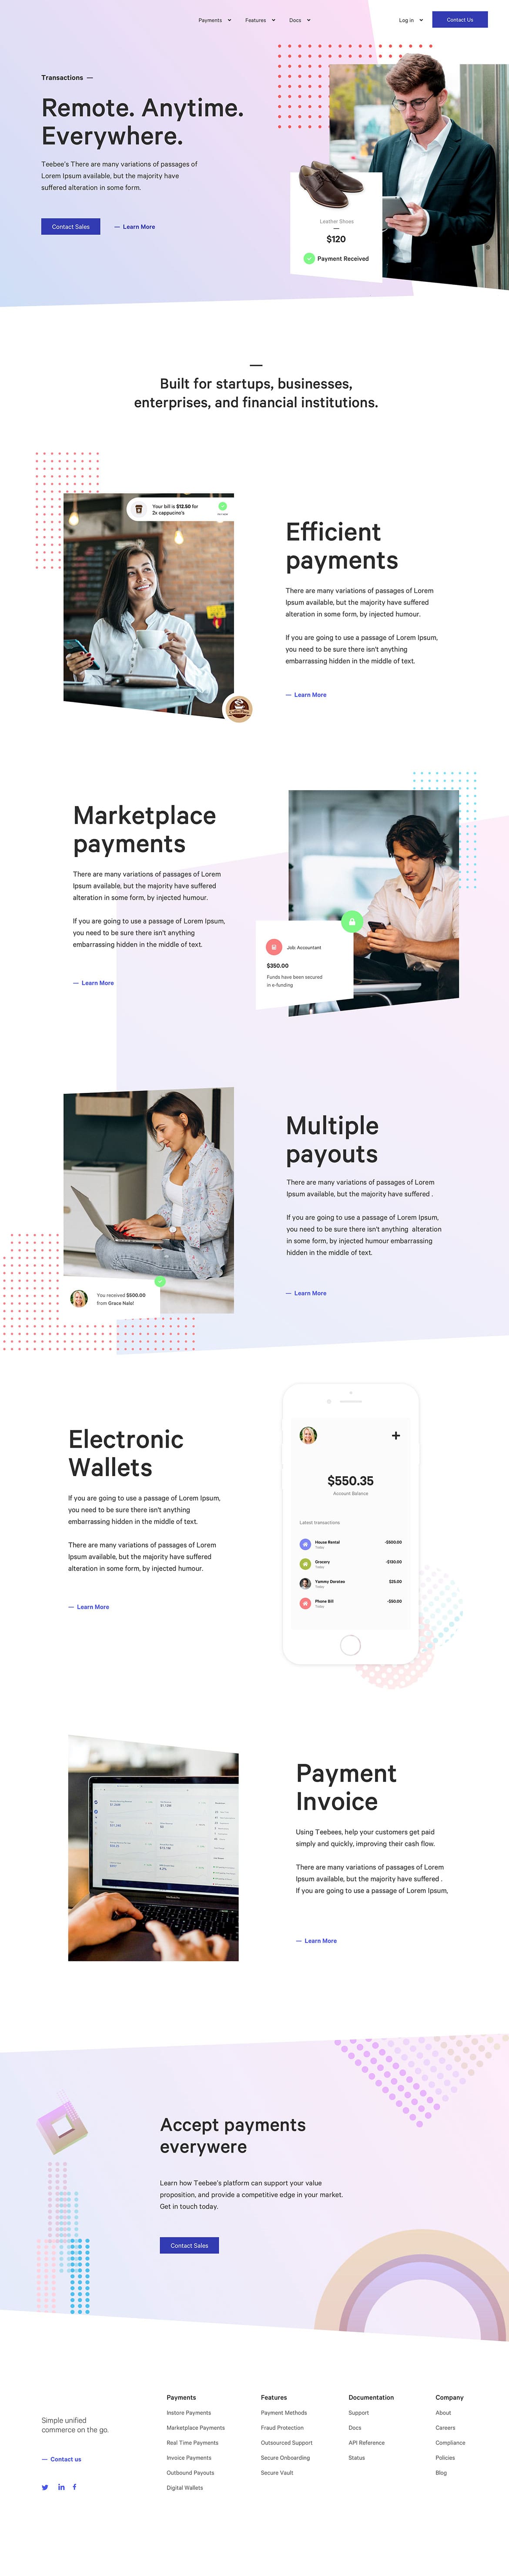 Payments
Features
Docs
Log in
Contact Us
Transactions —
Remote. Anytime.
Everywhere.
Teebee's There are many variations of passages of
Lorem Ipsum available, but the majority have
suffered alteration in some form.
Contact Sales
— Learn More
Leather Shoes
$120
Payment Received
Built for startups, businesses,
enterprises, and financial institutions.
Your bill is $12.50 for
2x cappucino's
Efficient
payments
There are many variations of passages of Lorem
Ipsum available, but the majority have suffered
alteration in some form, by injected humour.
If you are going to use a passage of Lorem Ipsum,
you need to be sure there isn't anything
embarrassing hidden in the middle of text.
— Learn More
Marketplace
payments
There are many variations of passages of Lorem
Ipsum available, but the majority have suffered
alteration in some form, by injected humour.
If you are going to use a passage of Lorem Ipsum,
you need to be sure there isn't anything
embarrassing hidden in the middle of text.
— Learn More
Accountant
$350.00
Funds have been secured
in e-funding
Multiple
payouts
There are many variations of passages of Lorem
Ipsum available, but the majority have suffered .
If you are going to use a passage of Lorem Ipsum,
you need to be sure there isn't anything alteration
in some form, by injected humour embarrassing
hidden in the middle of text.
— Learn More
You received $500.00
from Grace Nalo!
Electronic
Wallets
If you are going to use a passage of Lorem Ipsum,
you need to be sure there isn't anything
embarrassing hidden in the middle of text.
There are many variations of passages of Lorem
Ipsum available, but the majority have suffered
alteration in some form, by injected humour.
— Learn More
$550.35
Account Balance
Latest transactions
House Rental
-$500.00
Today
Grocery
-$130.00
Today
Yummy Dorates
$25.00
Today
Phone Bill
-$50.00
Today
Payment
Invoice
Using Teebees, help your customers get paid
simply and quickly, improving their cash flow.
There are many variations of passages of Lorem
Ipsum available, but the majority have suffered .
If you are going to use a passage of Lorem Ipsum,
— Learn More
Accept payments
everywere
Learn how Teebee's platform can support your value
proposition, and provide a competitive edge in your market.
Get in touch today.
Contact Sales
Simple unified
commerce on the go.
— Contact us
Payments
Instore Payments
Marketplace Payments
Real Time Payments
Invoice Payments
Outbound Payouts
Digital Wallets
Features
Payment Methods
Fraud Protection
Outsourced Support
Secure Onboarding
Secure Vault
Documentation
Support
Docs
API Reference
Status
Company
About
Careers
Compliance
Policies
Blog